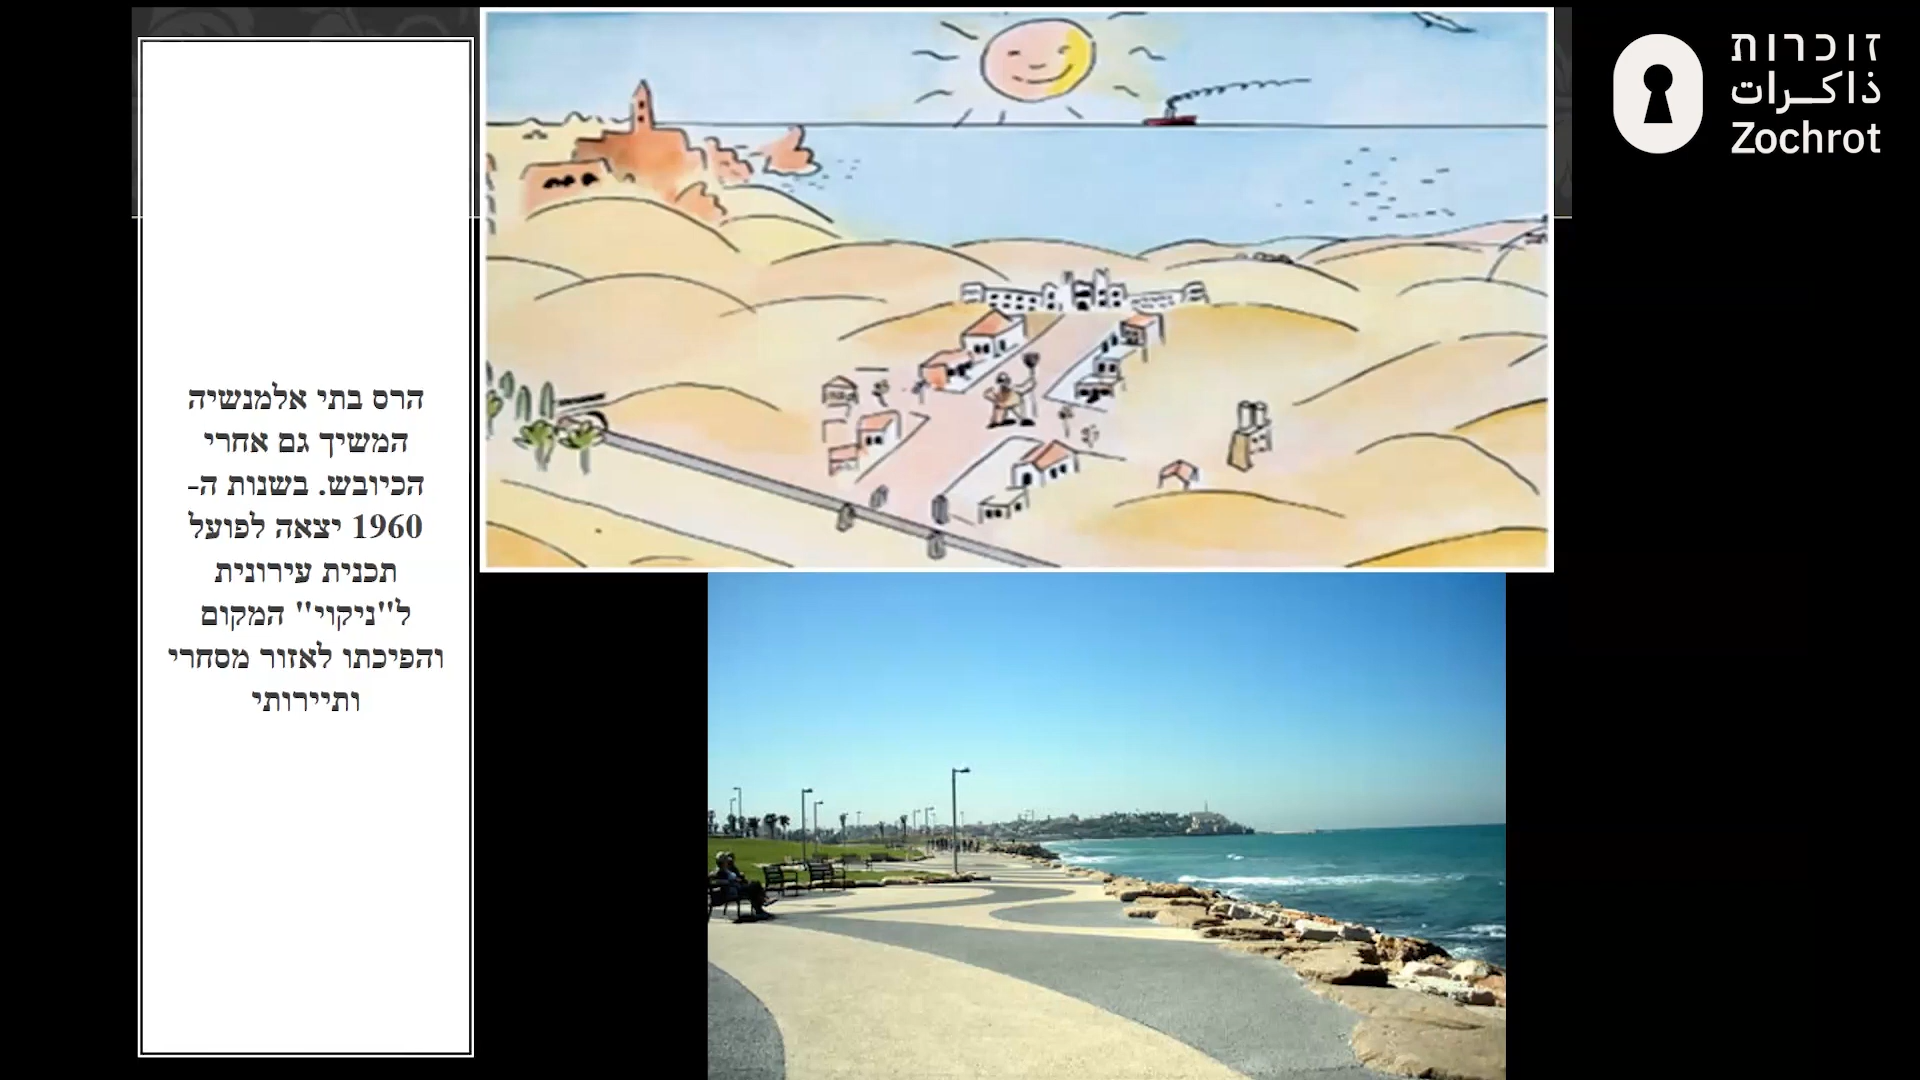 הרס בתי אלמנשיה
המשיך גם אחרי
הכיובש. בשנות ה-
1960 יצאה לפועל
תכנית עירונית
ל"ניקוי" המקום
והפיכתו לאזור מסחרי
ותיירותי
זוכרות
ذاكرات
Zochrot